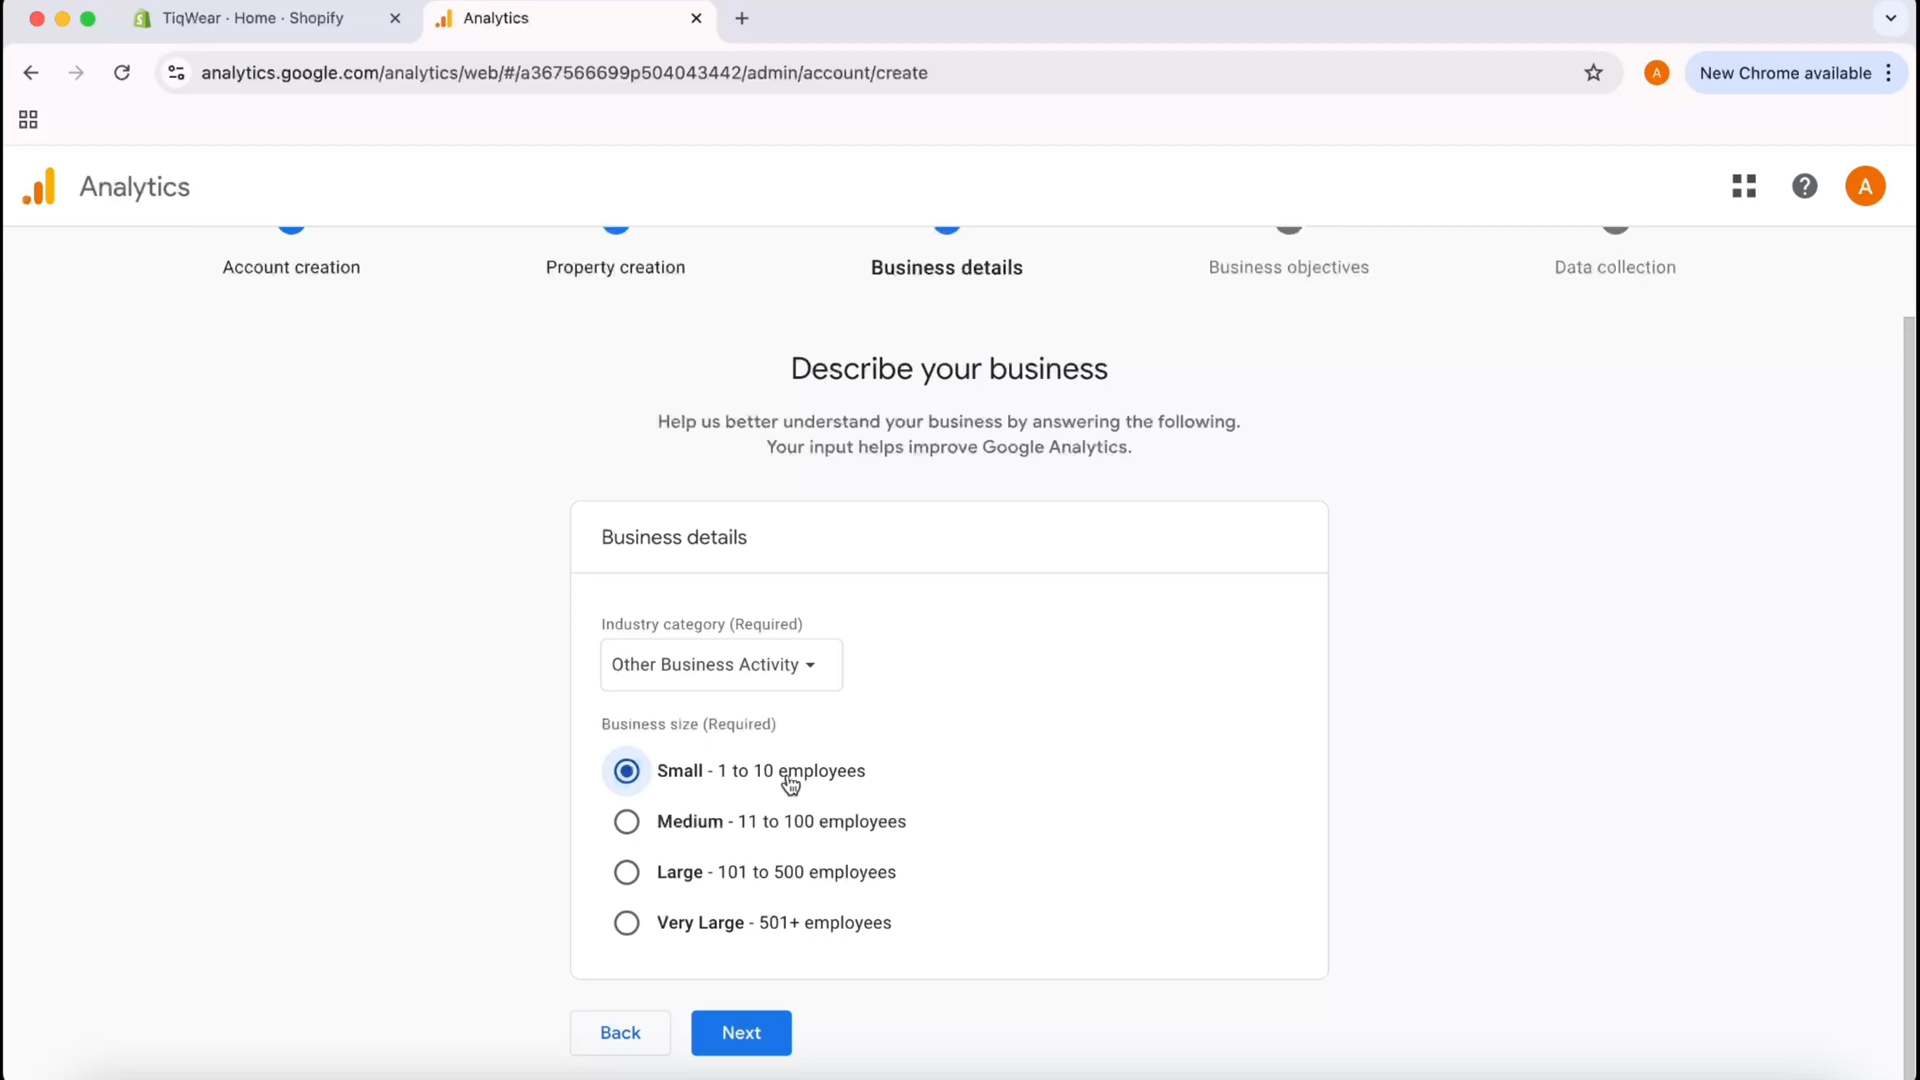 TiqWear · Home · Shopify
Analytics
analytics.google.com/analytics/web/#/a367566699p504043442/admin/account/create
A
New Chrome available
Analytics
A
Account creation
Property creation
Business details
Business objectives
Data collection
Describe your business
Help us better understand your business by answering the following.
Your input helps improve Google Analytics.
Business details
Industry category (Required)
Other Business Activity
Business size (Required)
Small - 1 to 10 employees
Medium - 11 to 100 employees
Large - 101 to 500 employees
Very Large - 501+ employees
Back
Next